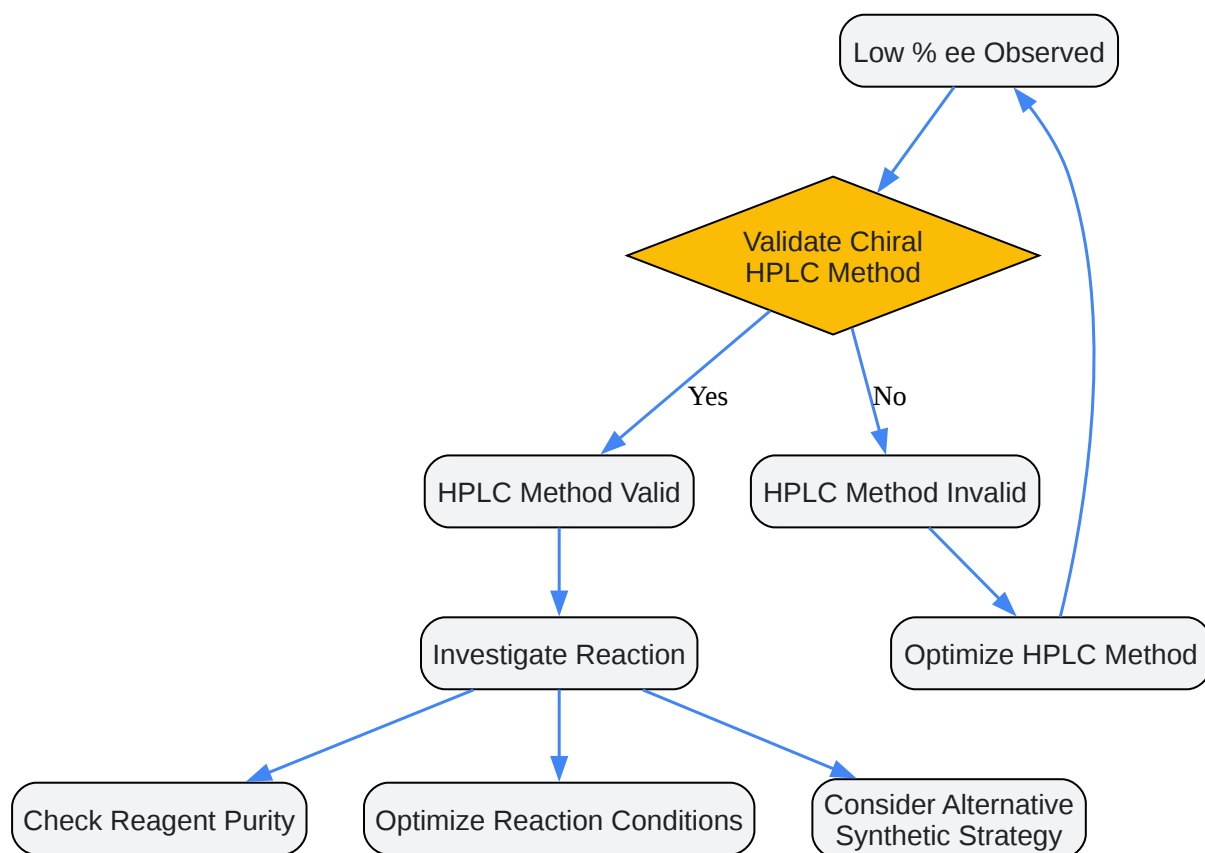 Low % ee Observed
Validate Chiral
HPLC Method
Yes
No
HPLC Method Valid
HPLC Method Invalid
Investigate Reaction
Optimize HPLC Method
Check Reagent Purity
Optimize Reaction Conditions
Consider Alternative
Synthetic Strategy